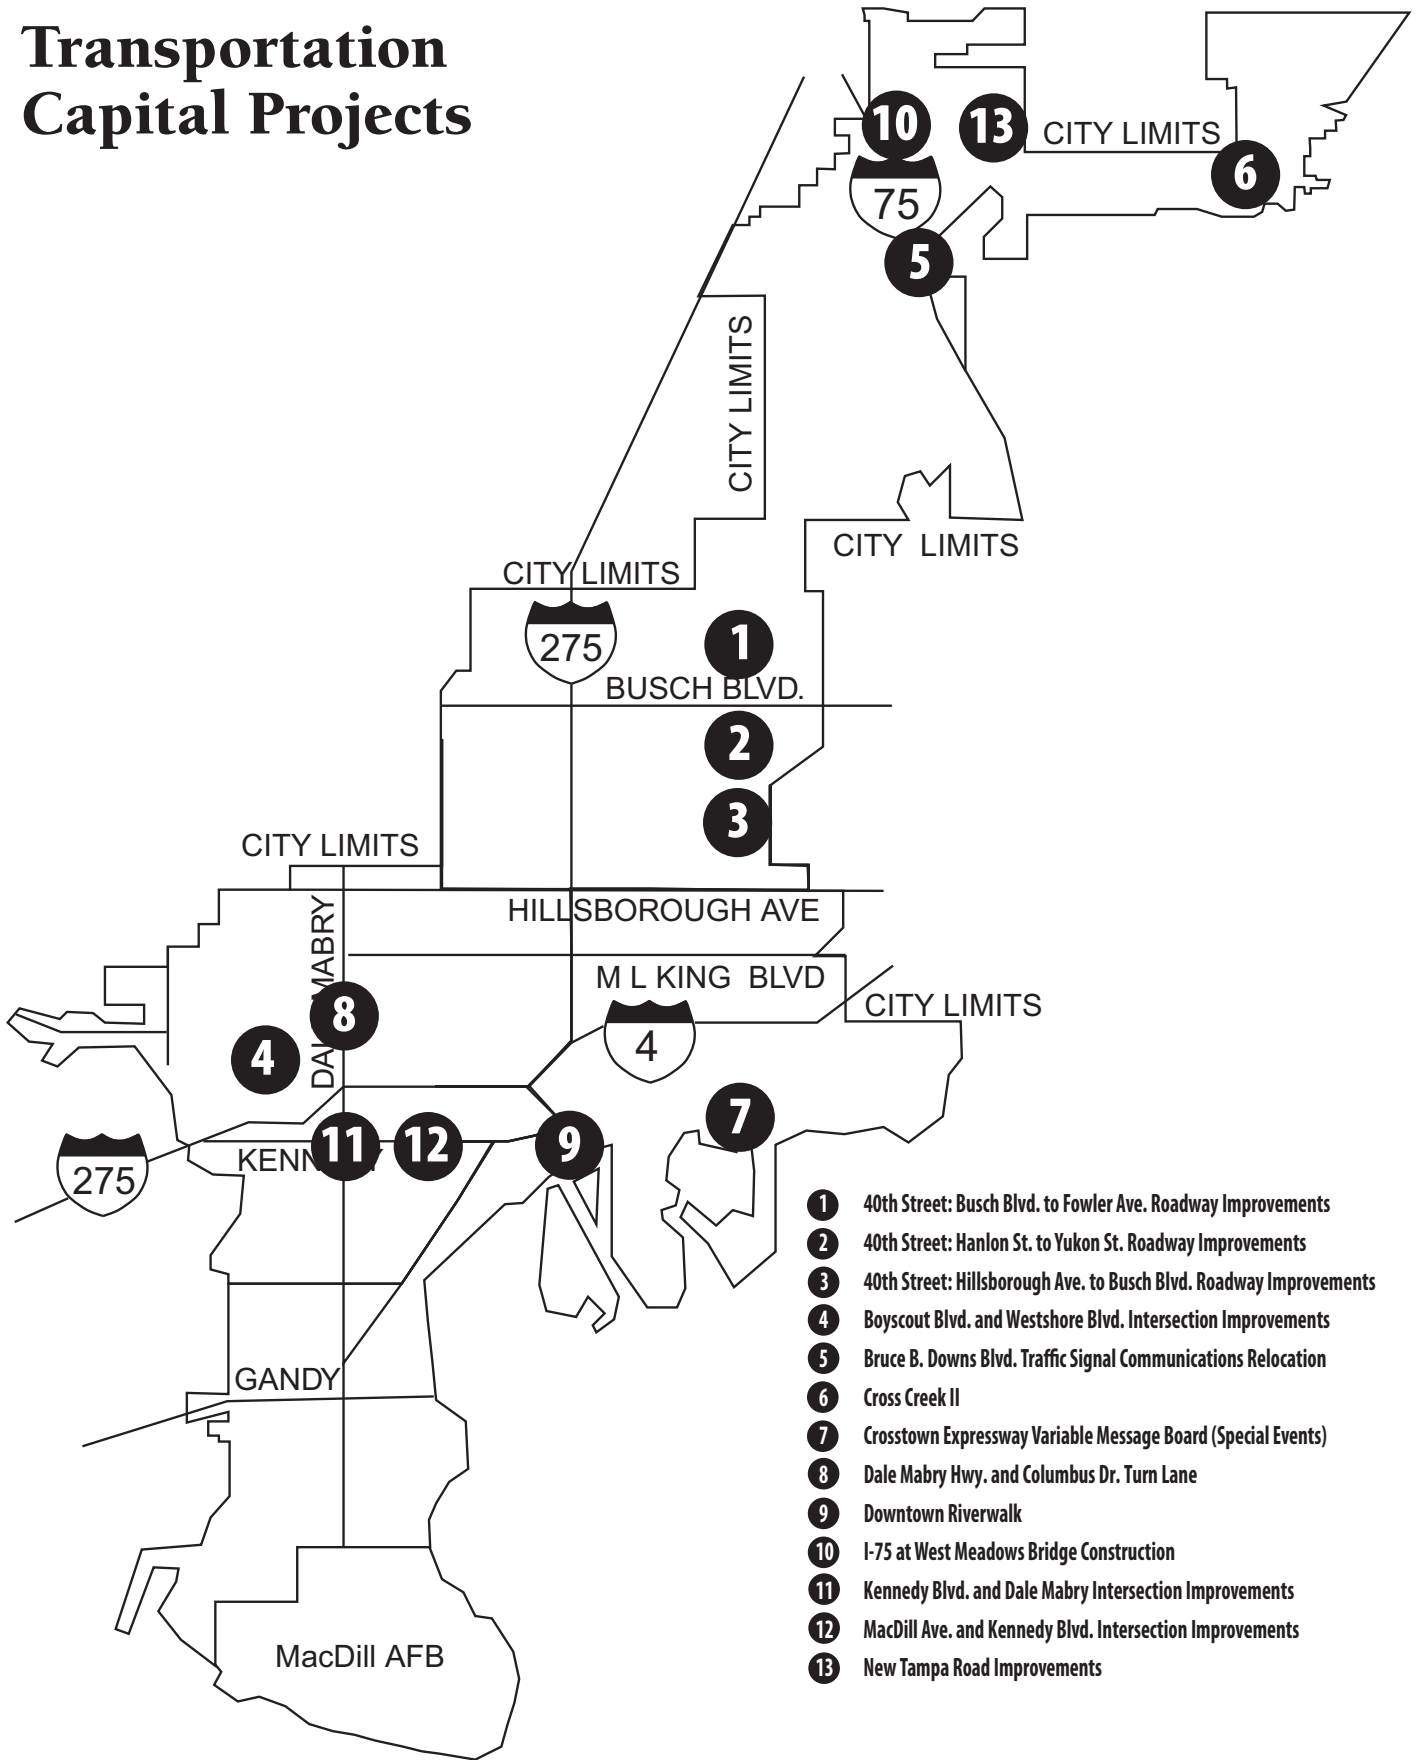 Transportation
Capital Projects
10
13
CITY LIMITS
6
75
5
CITY LIMITS
CITY LIMITS
CITY LIMITS
275
1
BUSCH BLVD.
2
3
CITY LIMITS
HILLSBOROUGH AVE
DALE MABRY
M L KING BLVD
CITY LIMITS
8
4
4
7
11
12
9
KENNEDY
275
GANDY
MacDill AFB
1 40th Street: Busch Blvd. to Fowler Ave. Roadway Improvements
2 40th Street: Hanlon St. to Yukon St. Roadway Improvements
3 40th Street: Hillsborough Ave. to Busch Blvd. Roadway Improvements
4 Boyscout Blvd. and Westshore Blvd. Intersection Improvements
5 Bruce B. Downs Blvd. Traffic Signal Communications Relocation
6 Cross Creek II
7 Crosstown Expressway Variable Message Board (Special Events)
8 Dale Mabry Hwy. and Columbus Dr. Turn Lane
9 Downtown Riverwalk
10 I-75 at West Meadows Bridge Construction
11 Kennedy Blvd. and Dale Mabry Intersection Improvements
12 MacDill Ave. and Kennedy Blvd. Intersection Improvements
13 New Tampa Road Improvements